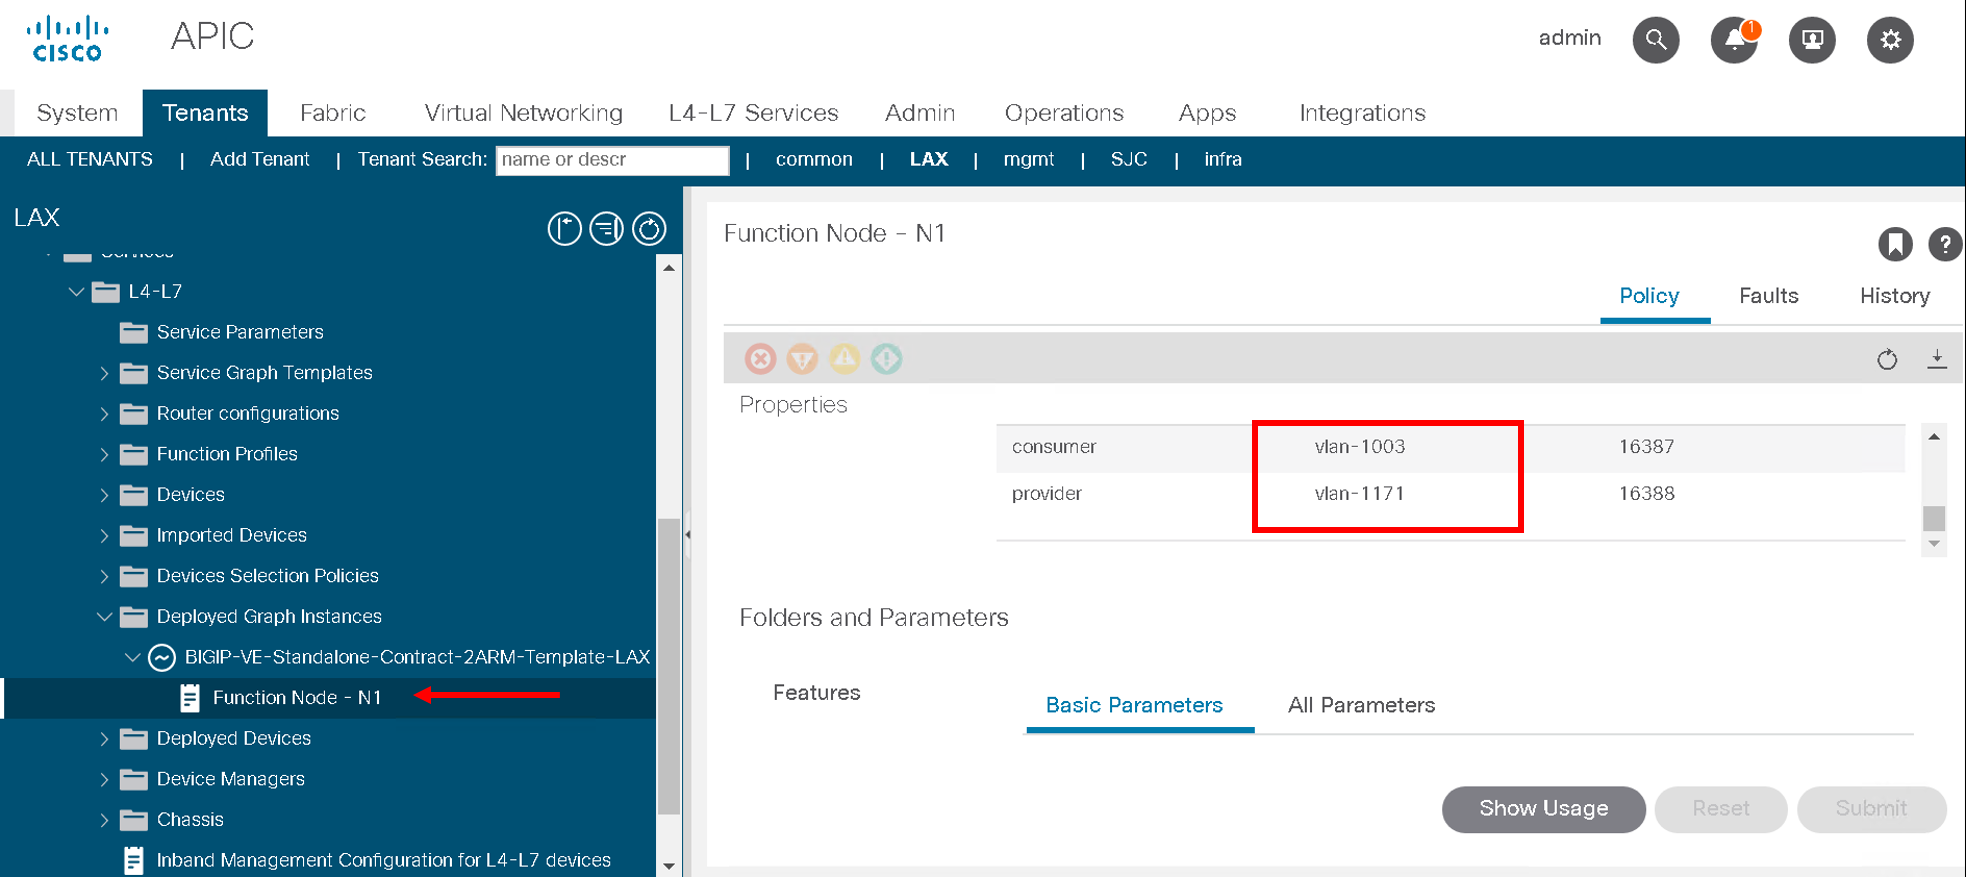 cisco
APIC
admin
1
System Tenants Fabric Virtual Networking L4-L7 Services Admin Operations Apps Integrations
ALL TENANTS | Add Tenant | Tenant Search: name or descr | common | LAX | mgmt | SJC | infra
LAX
Services
L4-L7
Service Parameters
Service Graph Templates
Router configurations
Function Profiles
Devices
Imported Devices
Devices Selection Policies
Deployed Graph Instances
BIGIP-VE-Standalone-Contract-2ARM-Template-LAX
Function Node - N1
Deployed Devices
Device Managers
Chassis
Inband Management Configuration for L4-L7 devices
Function Node - N1
?
Policy Faults History
Properties
consumer vlan-1003 16387
provider vlan-1171 16388
Folders and Parameters
Features
Basic Parameters All Parameters
Show Usage Reset Submit